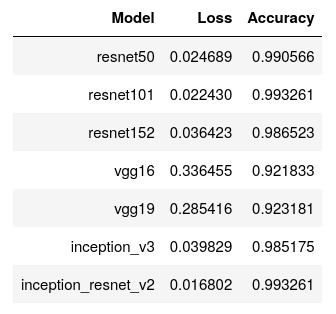 Model Loss Accuracy
resnet50 0.024689 0.990566
resnet101 0.022430 0.993261
resnet152 0.036423 0.986523
vgg16 0.336455 0.921833
vgg19 0.285416 0.923181
inception_v3 0.039829 0.985175
inception_resnet_v2 0.016802 0.993261